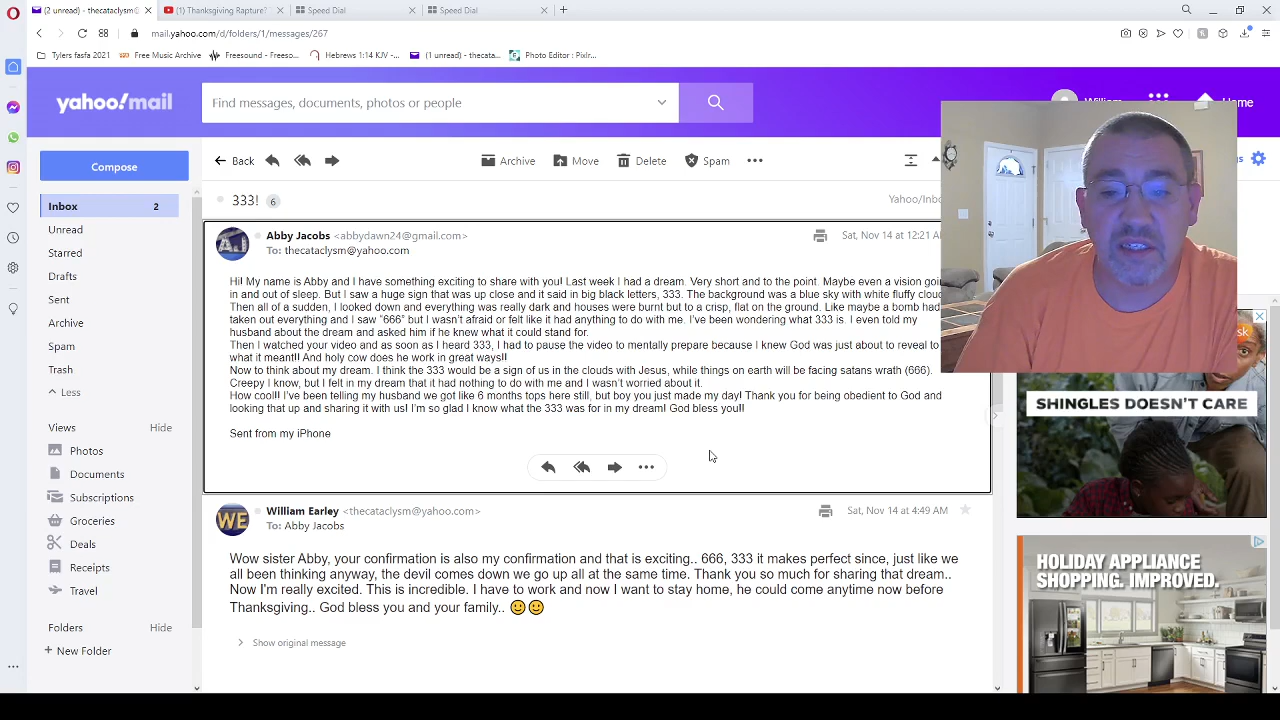 (2 unread) - thecataclysm@
(1) Thanksgiving Rapture?
Speed Dial
Speed Dial
mail.yahoo.com/d/folders/1/messages/267
Tylers fasfa 2021
Free Music Archive
Freesound - Freeso...
Hebrews 1:14 KJV -...
(1 unread) - thecata...
Photo Editor : Pixlr...
yahoo!mail
Find messages, documents, photos or people
William
Home
Compose
Back
Archive
Move
Delete
Spam
Inbox 2
Unread
Starred
Drafts
Sent
Archive
Spam
Trash
Less
Views Hide
Photos
Documents
Subscriptions
Groceries
Deals
Receipts
Travel
Folders Hide
New Folder
333! 6
Yahoo/Inbo
Abby Jacobs <abbydawn24@gmail.com>
Sat, Nov 14 at 12:21 A
To: thecataclysm@yahoo.com
Hi! My name is Abby and I have something exciting to share with you! Last week I had a dream. Very short and to the point. Maybe even a vision goi
in and out of sleep. But I saw a huge sign that was up close and it said in big black letters, 333. The background was a blue sky with white fluffy cloud
Then all of a sudden, I looked down and everything was really dark and houses were burnt but to a crisp, flat on the ground. Like maybe a bomb had
taken out everything and I saw “666” but I wasn’t afraid or felt like it had anything to do with me. I’ve been wondering what 333 is. I even told my
husband about the dream and asked him if he knew what it could stand for.
Then I watched your video and as soon as I heard 333, I had to pause the video to mentally prepare because I knew God was just about to reveal to
what it meant!! And holy cow does he work in great ways!!
Now to think about my dream. I think the 333 would be a sign of us in the clouds with Jesus, while things on earth will be facing satans wrath (666).
Creepy I know, but I felt in my dream that it had nothing to do with me and I wasn’t worried about it.
How cool!! I’ve been telling my husband we got like 6 months tops here still, but boy you just made my day! Thank you for being obedient to God and
looking that up and sharing it with us! I’m so glad I know what the 333 was for in my dream! God bless you!!
Sent from my iPhone
AJ
WE
William Earley <thecataclysm@yahoo.com>
Sat, Nov 14 at 4:49 AM
To: Abby Jacobs
Wow sister Abby, your confirmation is also my confirmation and that is exciting.. 666, 333 it makes perfect since, just like we
all been thinking anyway, the devil comes down we go up all at the same time. Thank you so much for sharing that dream..
Now I'm really excited. This is incredible. I have to work and now I want to stay home, he could come anytime now before
Thanksgiving.. God bless you and your family..
Show original message
SHINGLES DOESN'T CARE
HOLIDAY APPLIANCE
SHOPPING. IMPROVED.